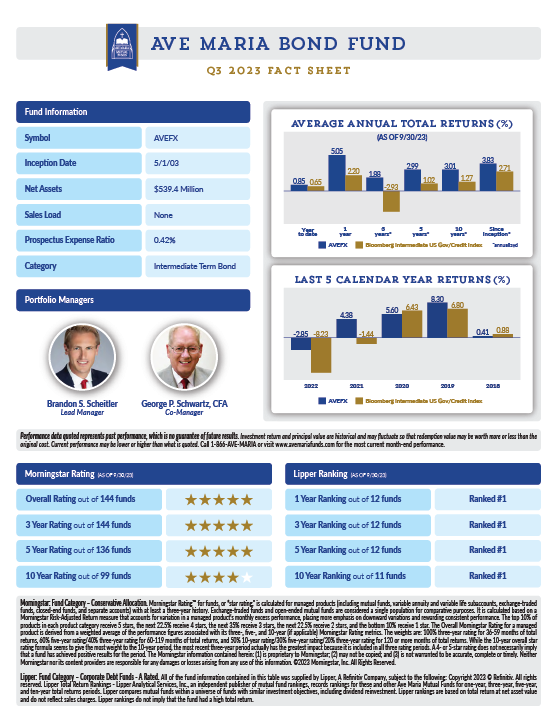 AVE MARIA BOND FUND
Q3 2023 FACT SHEET
Fund Information
Symbol AVEFX
Inception Date 5/1/03
Net Assets $539.4 Million
Sales Load None
Prospectus Expense Ratio 0.42%
Category Intermediate Term Bond
Portfolio Managers
Brandon S. Scheitler
Lead Manager
George P. Schwartz, CFA
Co-Manager
AVERAGE ANNUAL TOTAL RETURNS (%)
(AS OF 9/30/23)
0.85 0.65 5.05 2.20 1.88 -2.93 2.99 1.02 3.01 1.27 3.83 2.71
Year to date 1 year 5 years* 10 years* Since Inception*
AVEFX Bloomberg Intermediate US Gov/Credit Index *annualized
LAST 5 CALENDAR YEAR RETURNS (%)
-2.85 -8.23 4.38 -1.44 5.60 6.43 8.30 6.80 0.41 0.88
2022 2021 2020 2019 2018
AVEFX Bloomberg Intermediate US Gov/Credit Index
Performance data quoted represents past performance, which is no guarantee of future results. Investment return and principal value are historical and may fluctuate so that redemption value may be worth more or less than the
original cost. Current performance may be lower or higher than what is quoted. Call 1-866-AVE-MARIA or visit www.avemariafunds.com for the most current month-end performance.
Morningstar Rating (AS OF 9/30/23)
Overall Rating out of 144 funds
3 Year Rating out of 144 funds
5 Year Rating out of 136 funds
10 Year Rating out of 99 funds
Lipper Ranking (AS OF 9/30/23)
1 Year Ranking out of 12 funds Ranked #1
3 Year Ranking out of 12 funds Ranked #1
5 Year Ranking out of 12 funds Ranked #1
10 Year Ranking out of 11 funds Ranked #1
Morningstar: Fund Category – Conservative Allocation. Morningstar Rating™ for funds, or "star rating," is calculated for managed products (including mutual funds, variable annuity and variable life subaccounts, exchange-traded
funds, closed-end funds, and separate accounts) with at least a three-year history. Exchange-traded funds and open-ended mutual funds are considered a single population for comparative purposes. It is calculated based on a
Morningstar Risk-Adjusted Return measure that accounts for variation in a managed product's monthly excess performance, placing more emphasis on downward variations and rewarding consistent performance. The top 10% of
products in each product category receive 5 stars, the next 22.5% receive 4 stars, the next 35% receive 3 stars, the next 22.5% receive 2 stars, and the bottom 10% receive 1 star. The Overall Morningstar Rating for a managed
product is derived from a weighted average of the performance figures associated with its three-, five-, and 10-year (if applicable) Morningstar Rating metrics. The weights are: 100% three-year rating for 36-59 months of total
returns, 60% five-year rating/40% three-year rating for 60-119 months of total returns, and 50% 10-year rating/30% five-year rating/20% three-year rating for 120 or more months of total returns. While the 10-year overall star
rating formula seems to give the most weight to the 10-year period, the most recent three-year period actually has the greatest impact because it is included in all three rating periods. A 4- or 5-star rating does not necessarily imply
that a fund has achieved positive results for the period. The Morningstar information contained herein: (1) is proprietary to Morningstar; (2) may not be copied; and (3) is not warranted to be accurate, complete or timely. Neither
Morningstar nor its content providers are responsible for any damages or losses arising from any use of this information. ©2023 Morningstar, Inc. All Rights Reserved.
Lipper: Fund Category – Corporate Debt Funds - A Rated. All of the fund information contained in this table was supplied by Lipper, A Refinitiv Company, subject to the following: Copyright 2023 © Refinitiv. All rights
reserved. Lipper Total Return Rankings - Lipper Analytical Services, Inc., an independent publisher of mutual fund rankings, records rankings for these and other Ave Maria Mutual Funds for one-year, three-year, five-year,
and ten-year total returns periods. Lipper compares mutual funds within a universe of funds with similar investment objectives, including dividend reinvestment. Lipper rankings are based on total return at net asset value
and do not reflect sales charges. Lipper rankings do not imply that the fund had a high total return.